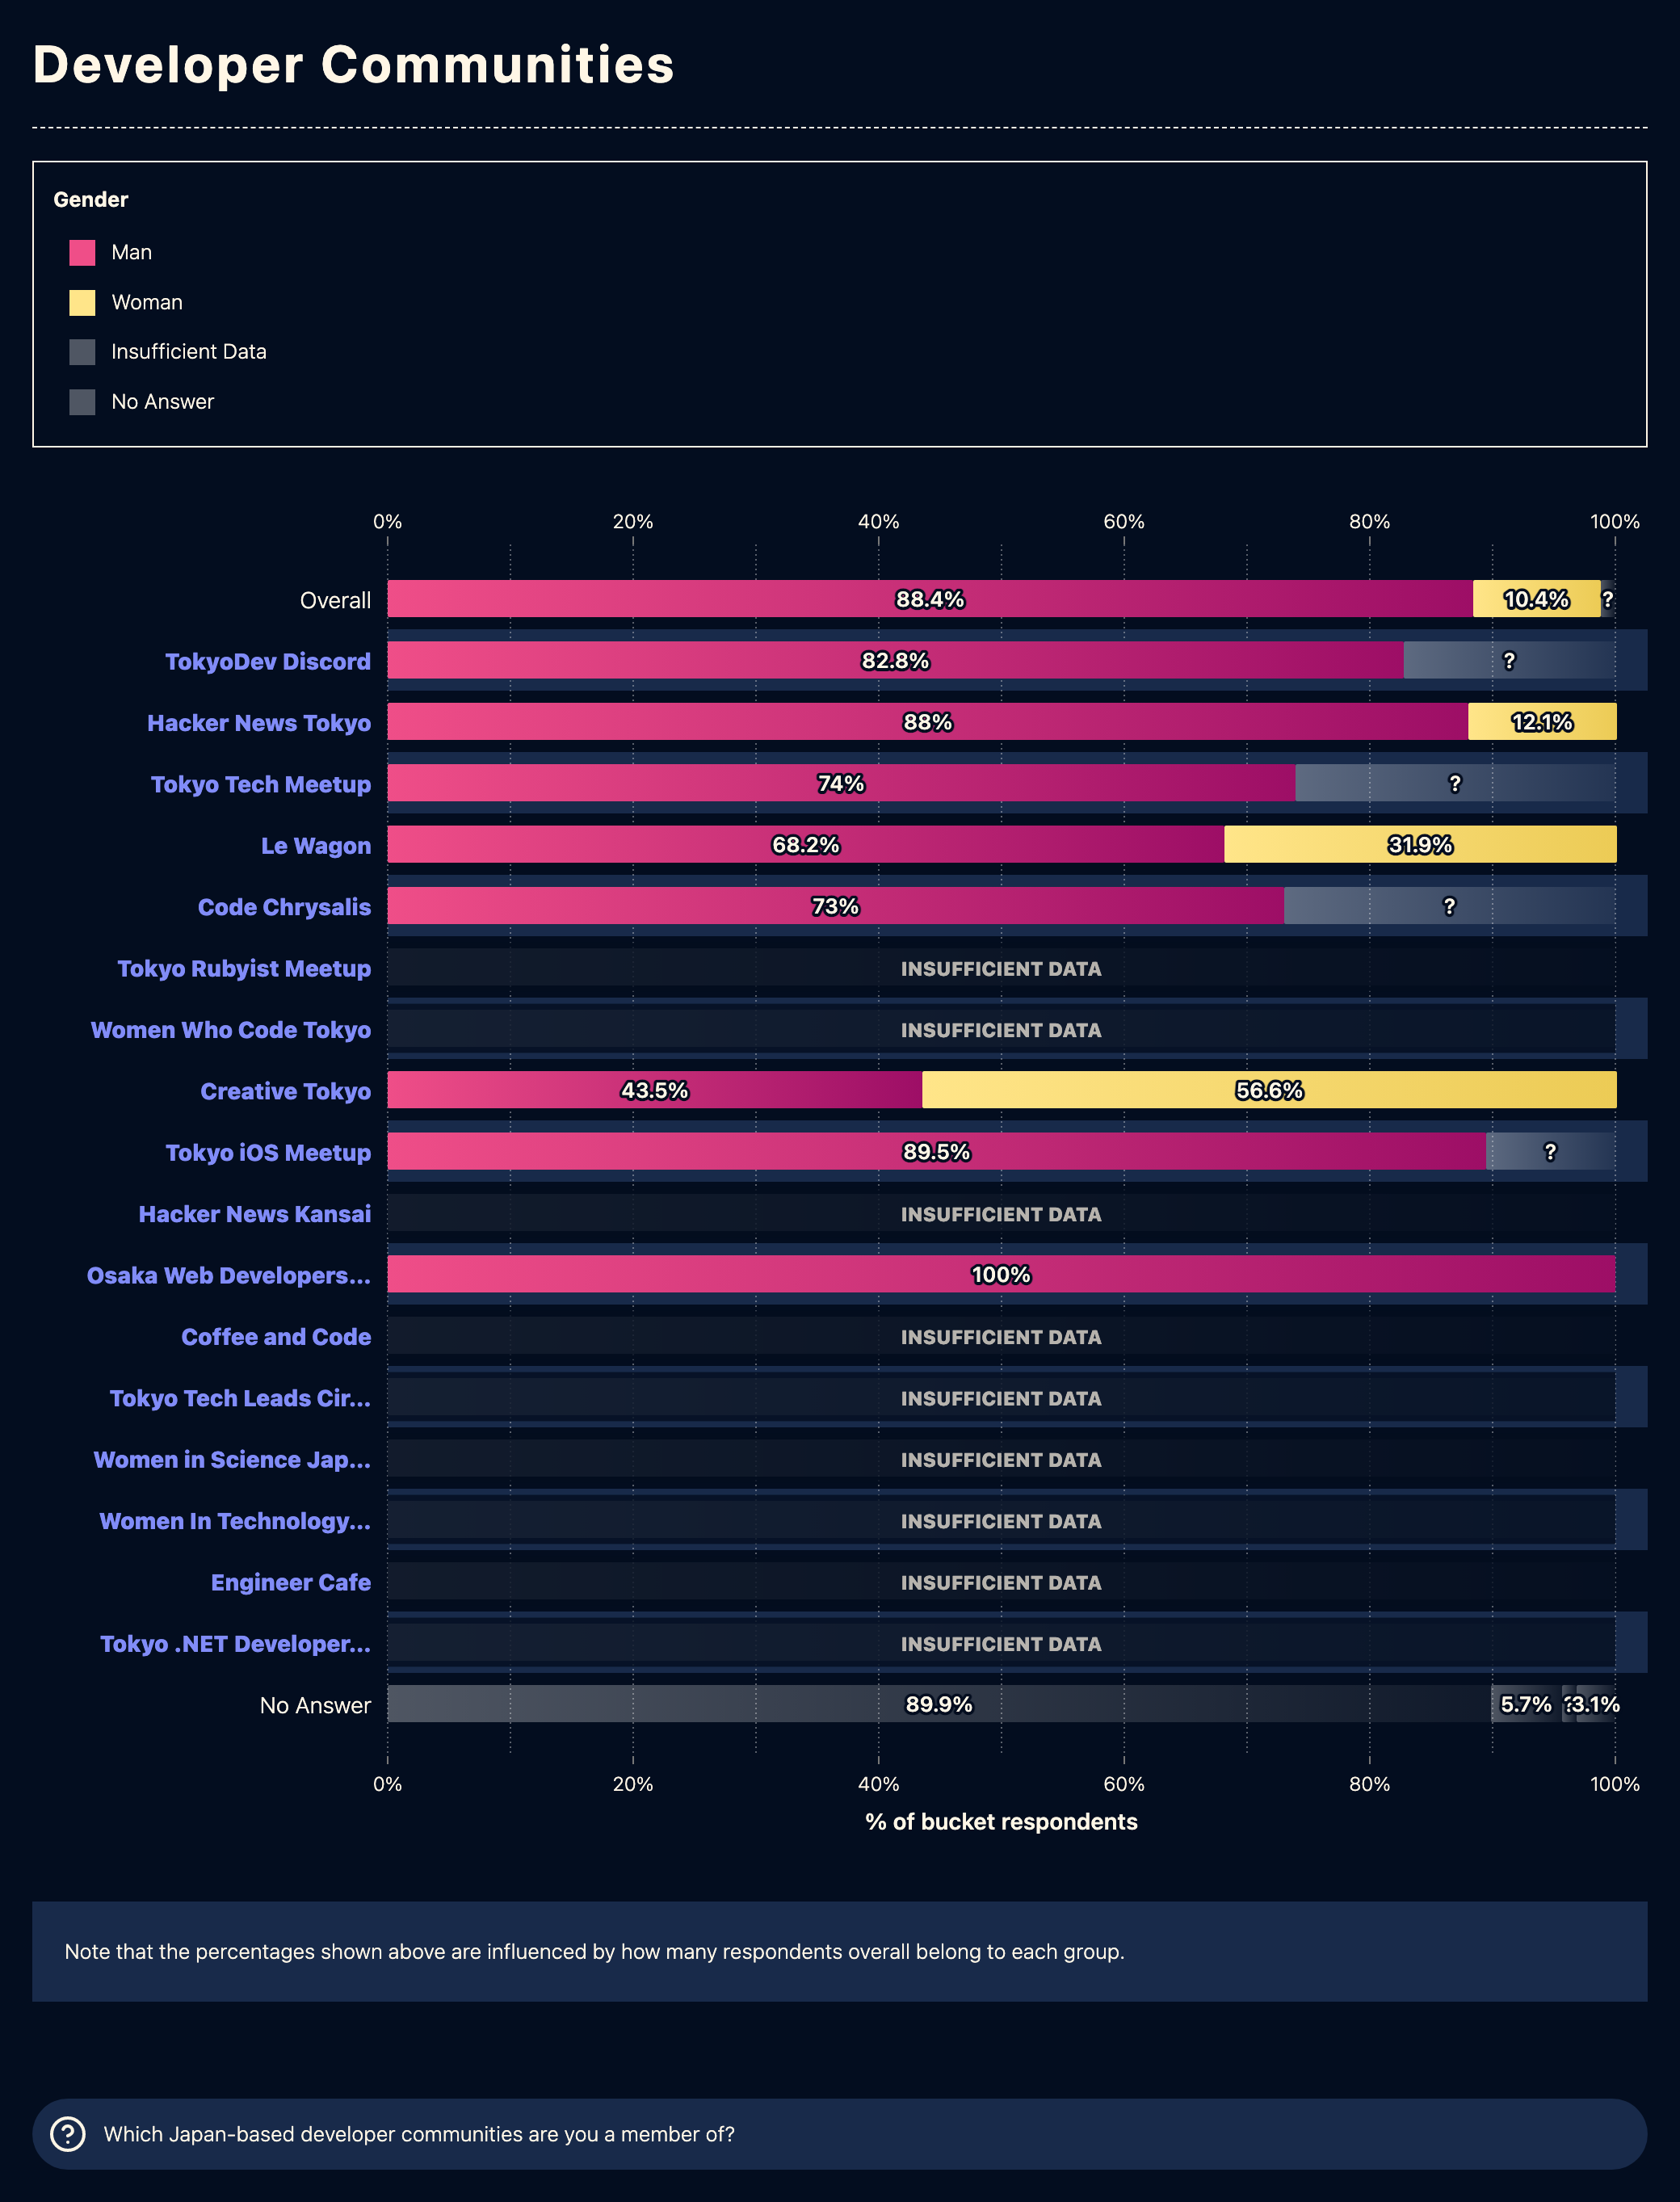 Developer Communities
Gender
Man
Woman
Insufficient Data
No Answer
0% 20% 40% 60% 80% 100%
Overall 88.4% 10.4% ?
TokyoDev Discord 82.8% ?
Hacker News Tokyo 88% 12.1%
Tokyo Tech Meetup 74% ?
Le Wagon 68.2% 31.9%
Code Chrysalis 73% ?
Tokyo Rubyist Meetup INSUFFICIENT DATA
Women Who Code Tokyo INSUFFICIENT DATA
Creative Tokyo 43.5% 56.6%
Tokyo iOS Meetup 89.5% ?
Hacker News Kansai INSUFFICIENT DATA
Osaka Web Developers... 100%
Coffee and Code INSUFFICIENT DATA
Tokyo Tech Leads Cir... INSUFFICIENT DATA
Women in Science Jap... INSUFFICIENT DATA
Women In Technology... INSUFFICIENT DATA
Engineer Cafe INSUFFICIENT DATA
Tokyo .NET Developer... INSUFFICIENT DATA
No Answer 89.9% 5.7% ? 3.1%
0% 20% 40% 60% 80% 100%
% of bucket respondents
Note that the percentages shown above are influenced by how many respondents overall belong to each group.
? Which Japan-based developer communities are you a member of?